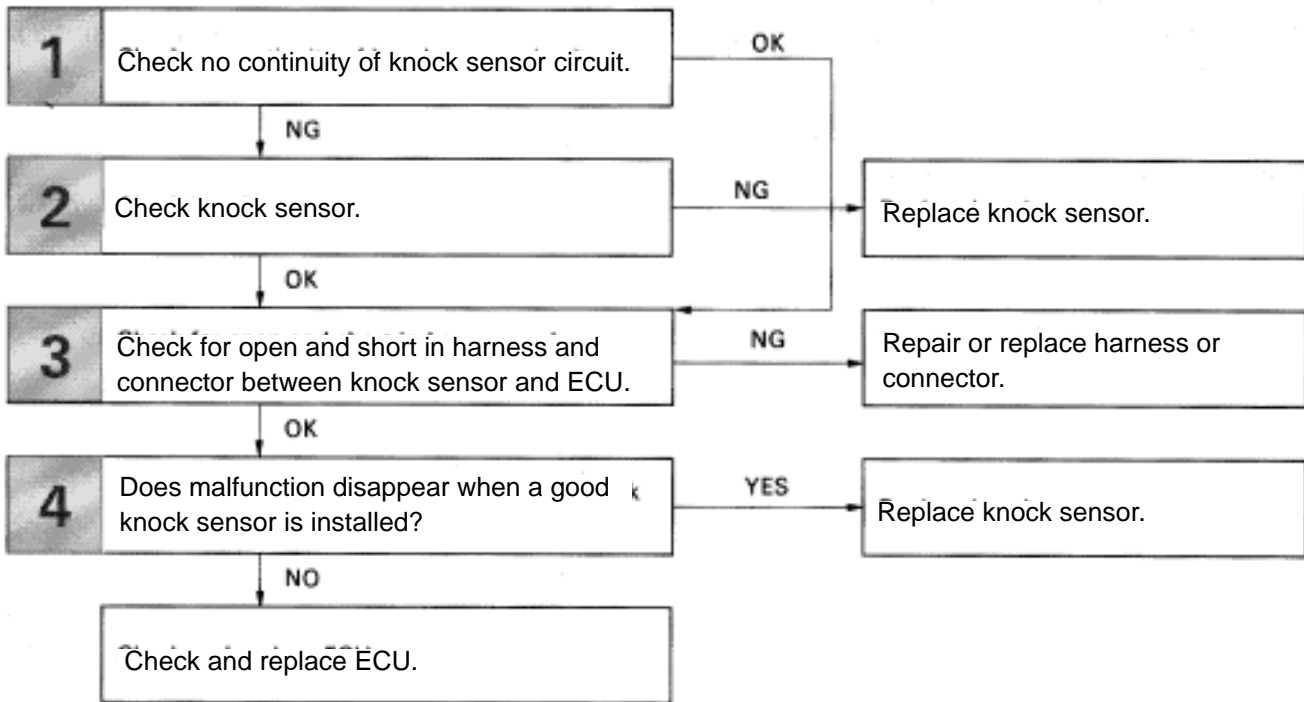 1
Check no continuity of knock sensor circuit.
OK
NG
2
Check knock sensor.
NG
Replace knock sensor.
OK
3
Check for open and short in harness and
connector between knock sensor and ECU.
NG
Repair or replace harness or
connector.
OK
4
Does malfunction disappear when a good
knock sensor is installed?
YES
Replace knock sensor.
NO
Check and replace ECU.